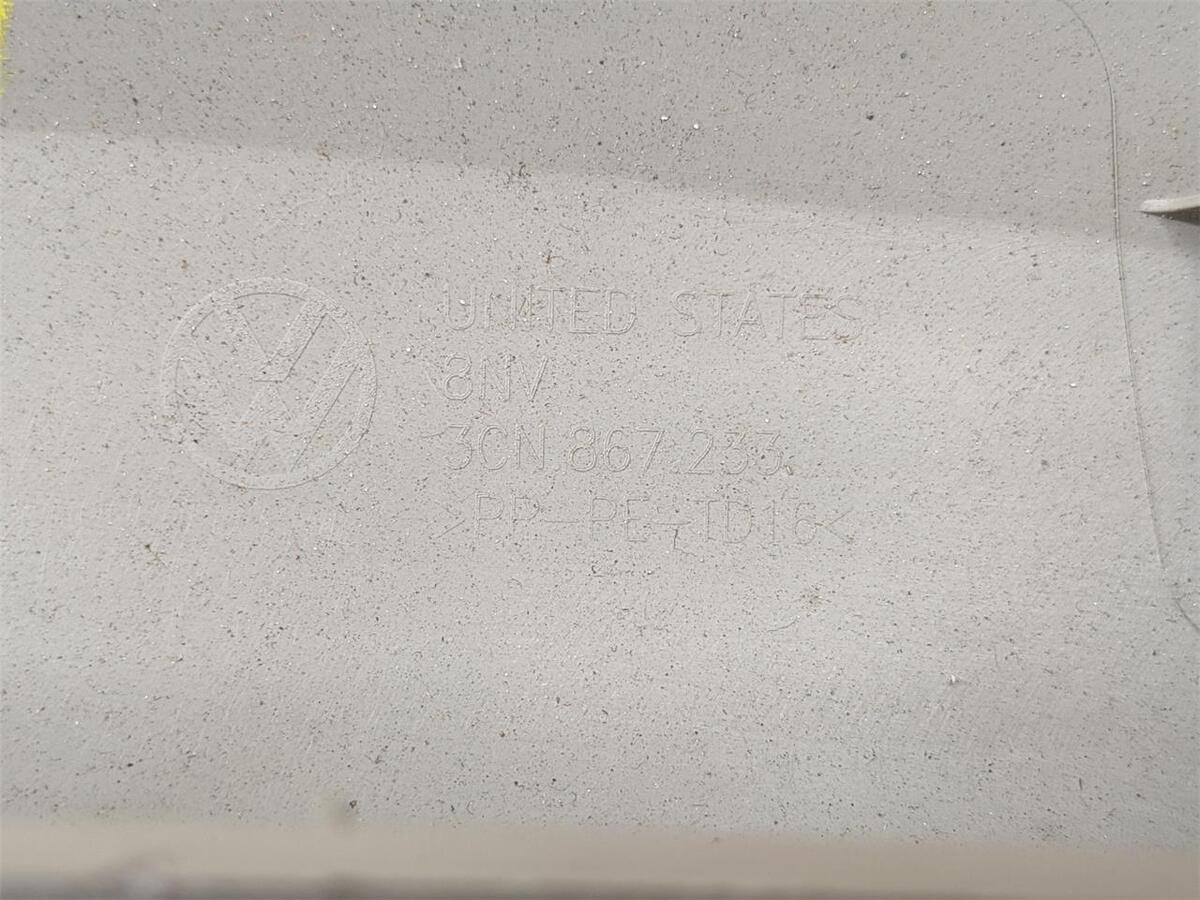 UNITED STATES
8NV
3CN.867.233
>PP-PE-TD16<